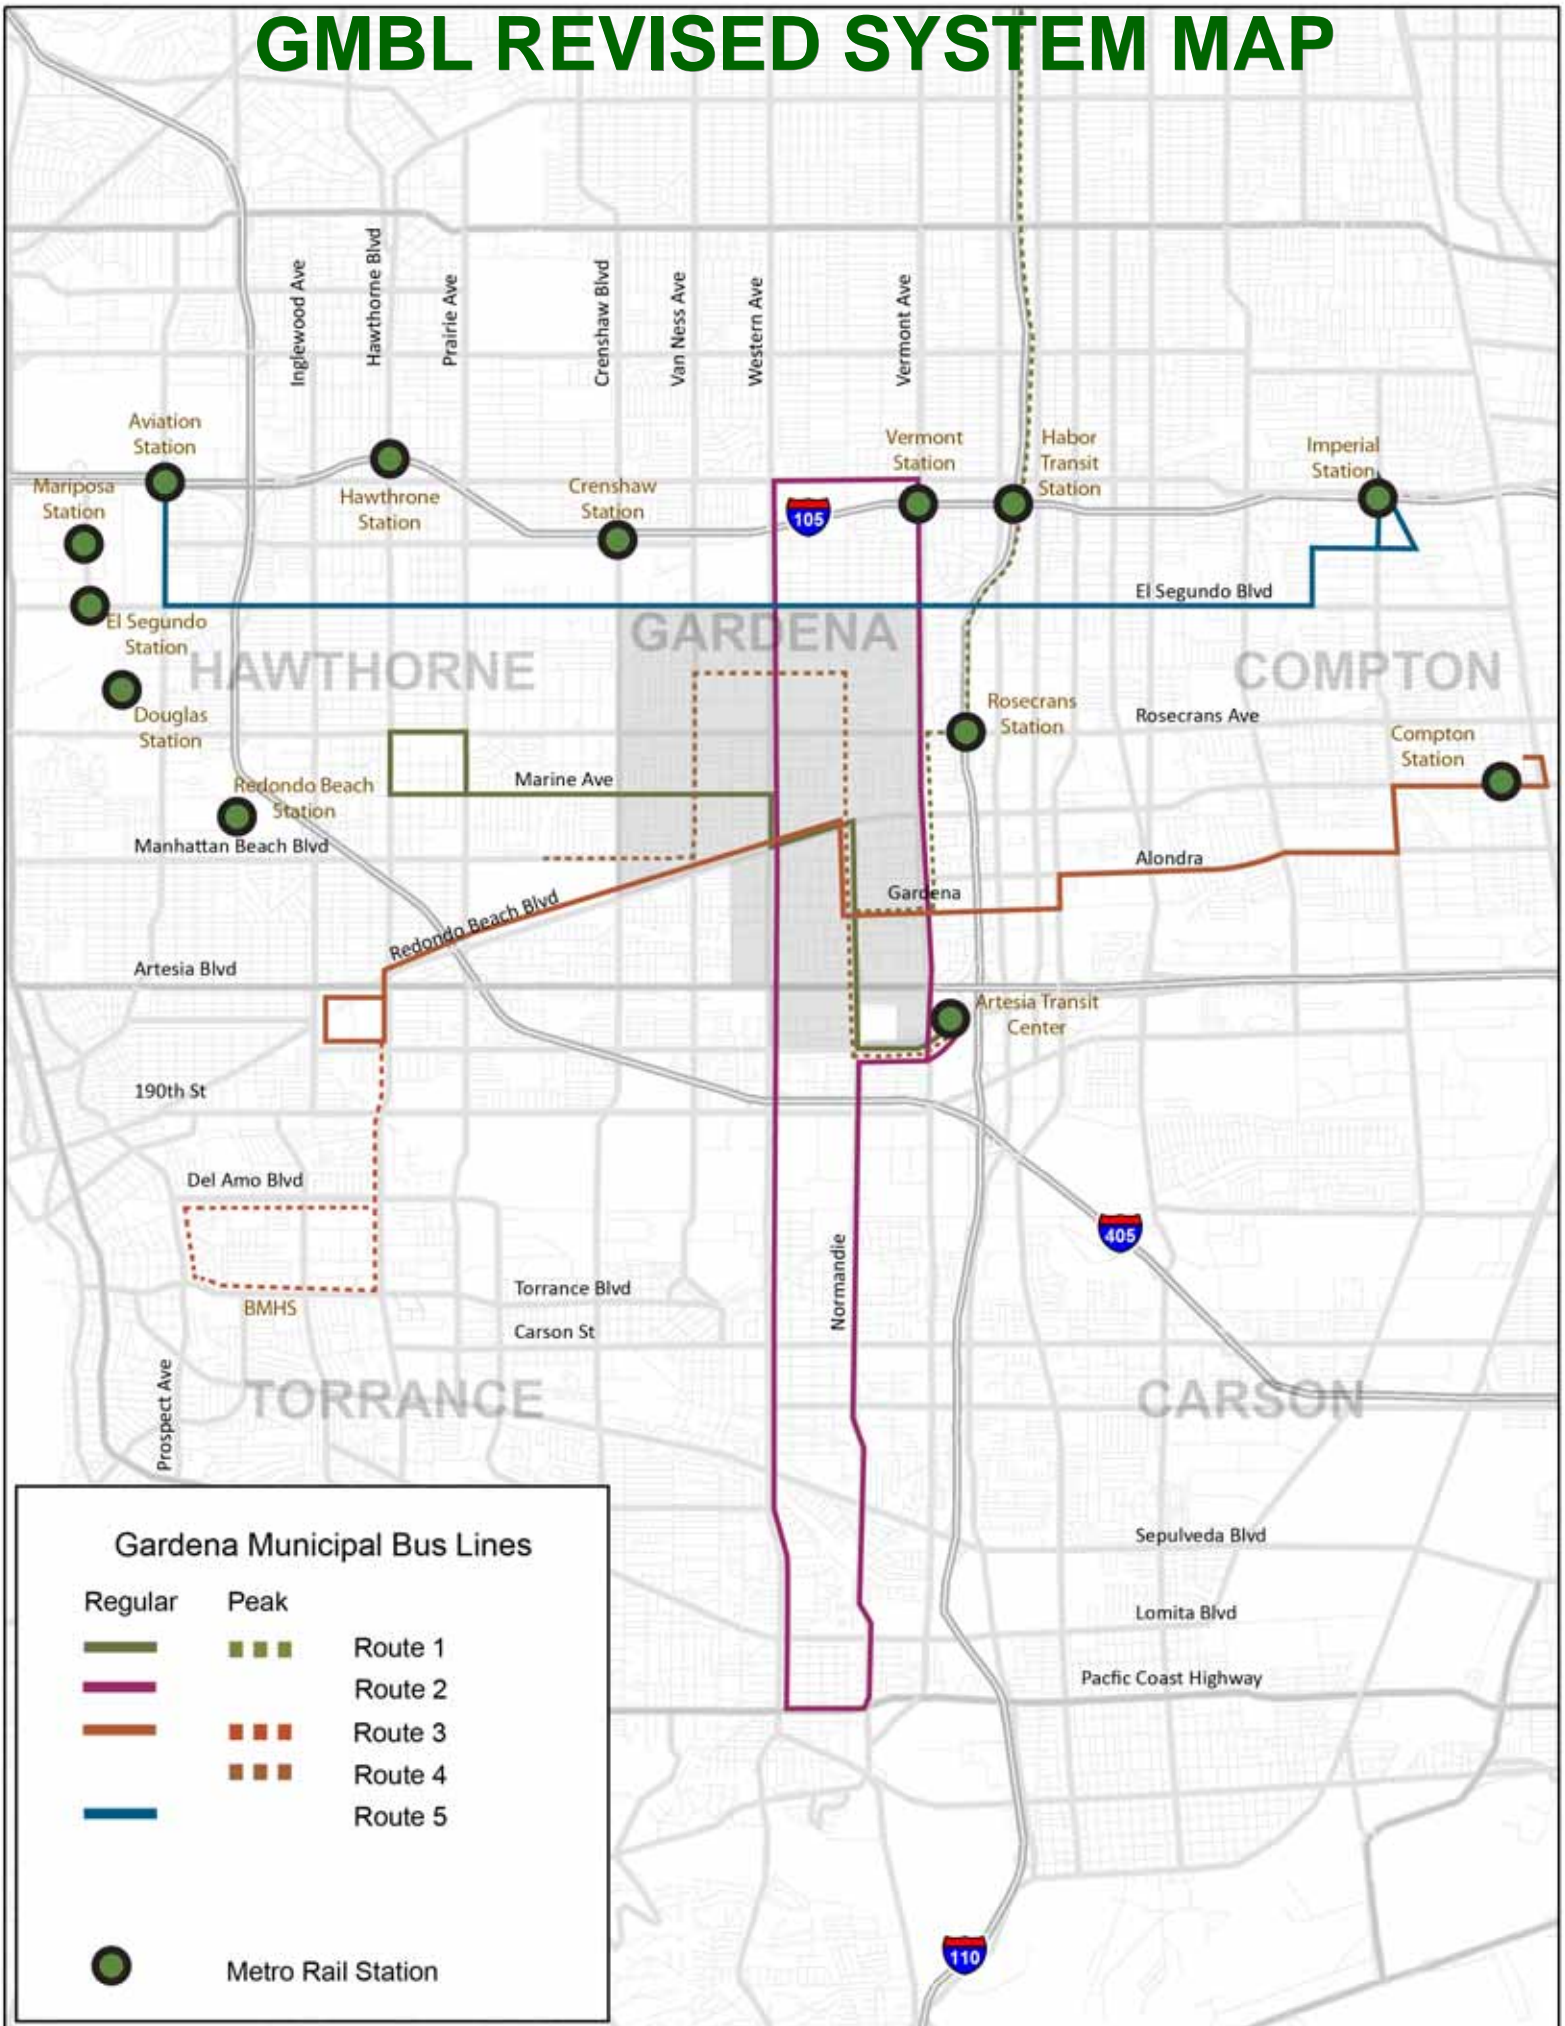 GMBL REVISED SYSTEM MAP
Inglewood Ave
Hawthorne Blvd
Prairie Ave
Crenshaw Blvd
Van Ness Ave
Western Ave
Vermont Ave
Aviation
Station
Mariposa
Station
Hawthrone
Station
Crenshaw
Station
105
Vermont
Station
Habor
Transit
Station
Imperial
Station
El Segundo Blvd
El Segundo
Station
GARDENA
HAWTHORNE
COMPTON
Douglas
Station
Rosecrans
Station
Rosecrans Ave
Compton
Station
Redondo Beach
Station
Marine Ave
Manhattan Beach Blvd
Alondra
Gardena
Redondo Beach Blvd
Artesia Blvd
Artesia Transit
Center
190th St
Del Amo Blvd
405
Normandie
BMHS
Torrance Blvd
Carson St
Prospect Ave
TORRANCE
CARSON
Sepulveda Blvd
Lomita Blvd
Pacfic Coast Highway
110
Gardena Municipal Bus Lines
Regular Peak
Route 1
Route 2
Route 3
Route 4
Route 5
Metro Rail Station